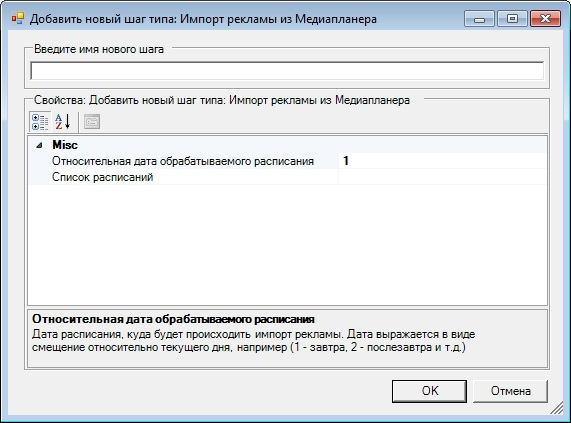 Добавить новый шаг типа: Импорт рекламы из Медиапланера
Введите имя нового шага
Свойства: Добавить новый шаг типа: Импорт рекламы из Медиапланера
A
Z
Misc
Относительная дата обрабатываемого расписания 1
Список расписаний
Относительная дата обрабатываемого расписания
Дата расписания, куда будет происходить импорт рекламы. Дата выражается в виде
смещение относительно текущего дня, например (1 - завтра, 2 - послезавтра и т.д.)
OK Отмена